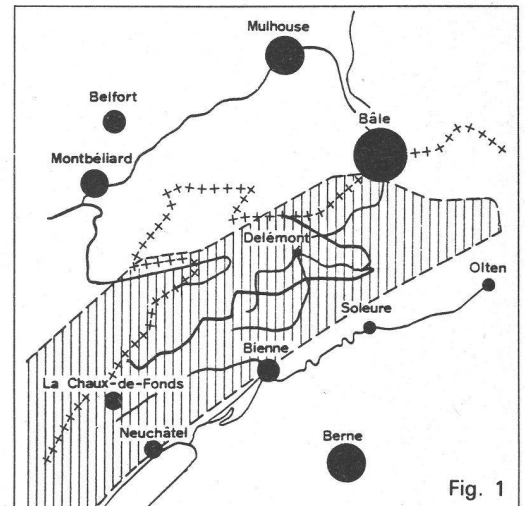 Mulhouse
Belfort
Bâle
Montbéliard
Delémont
Olten
Soleure
Bienne
La Chaux-de-Fonds
Neuchâtel
Berne
Fig. 1